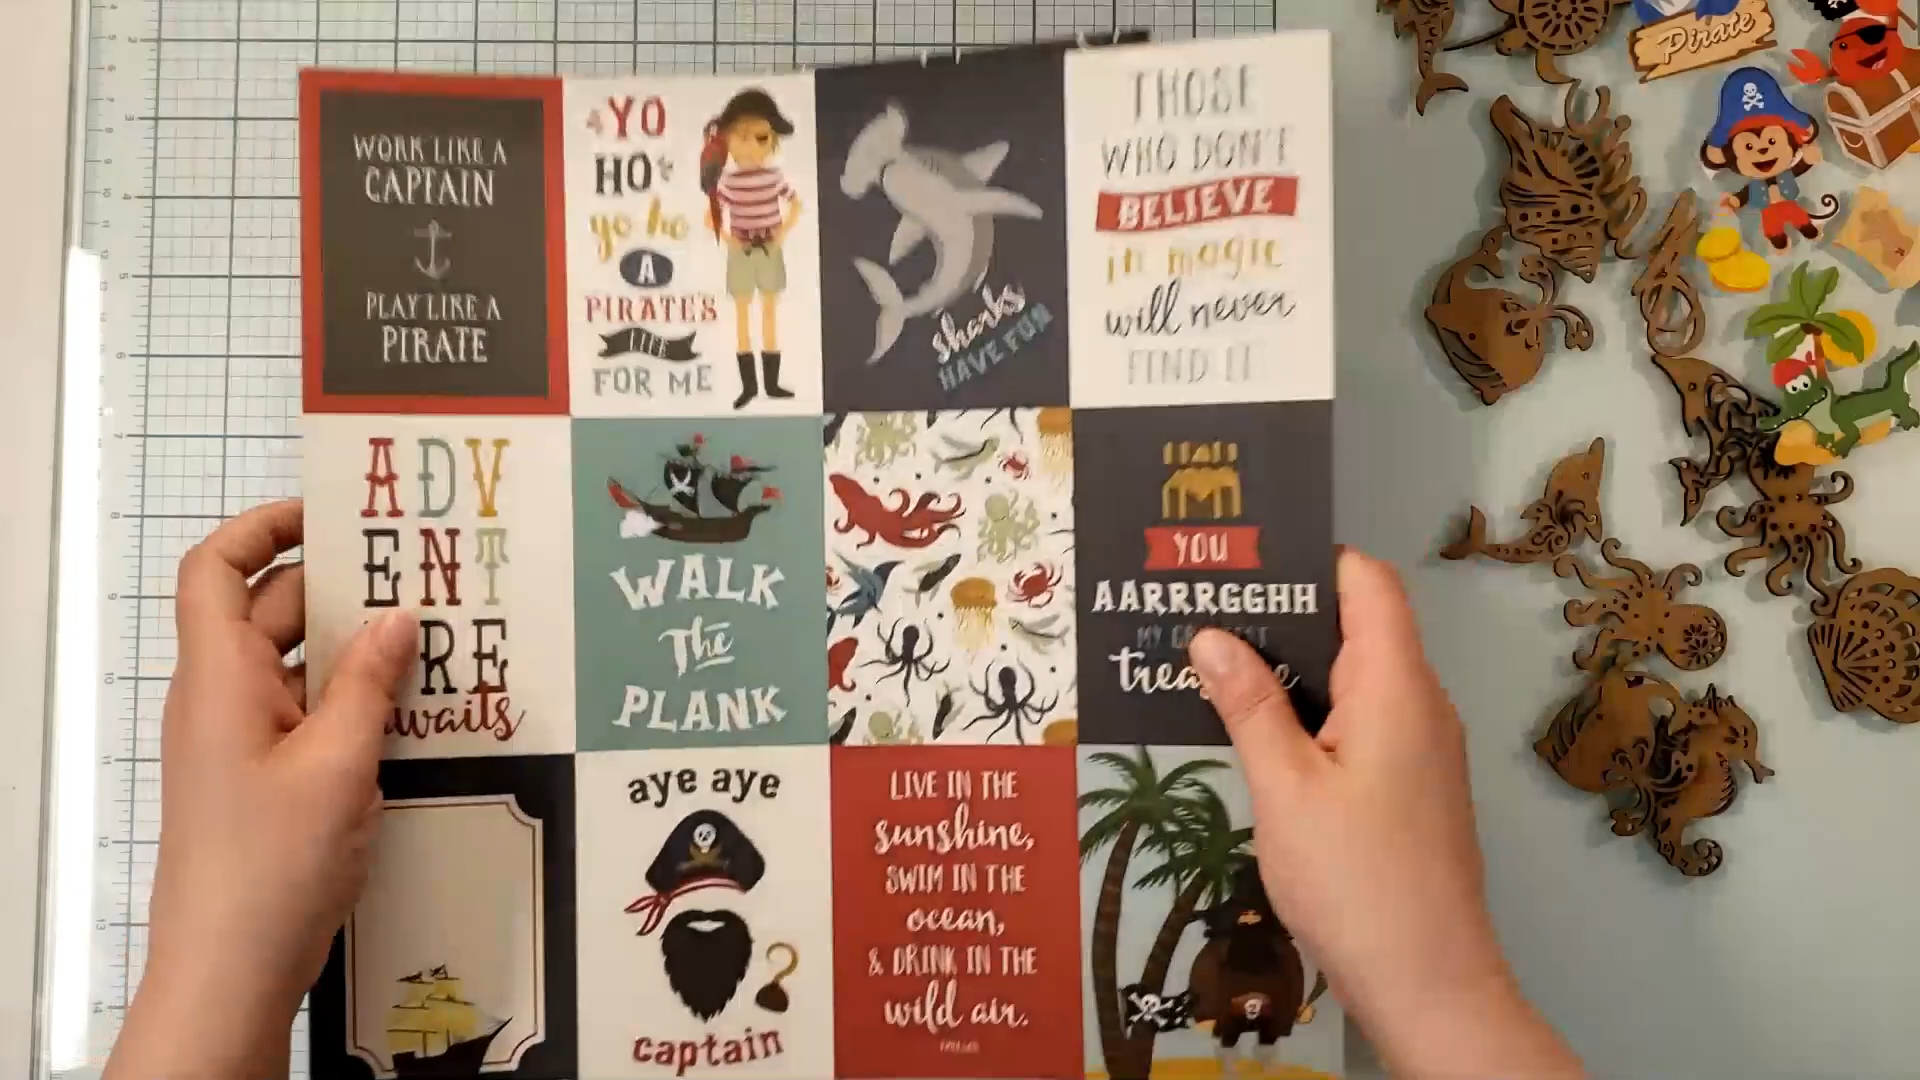 WORK LIKE A
CAPTAIN
PLAY LIKE A
PIRATE
YO
HO
yo ho
A
PIRATE'S
LIFE
FOR ME
sharks
HAVE FUN
THOSE
WHO DON'T
BELIEVE
in magic
will never
FIND IT
ADV
ENT
RE
waits
WALK
The
PLANK
YOU
AARRRGGHH
MY
aye aye
captain
LIVE IN THE
sunshine,
SWIM IN THE
ocean,
& DRINK IN THE
wild air.
Pirate